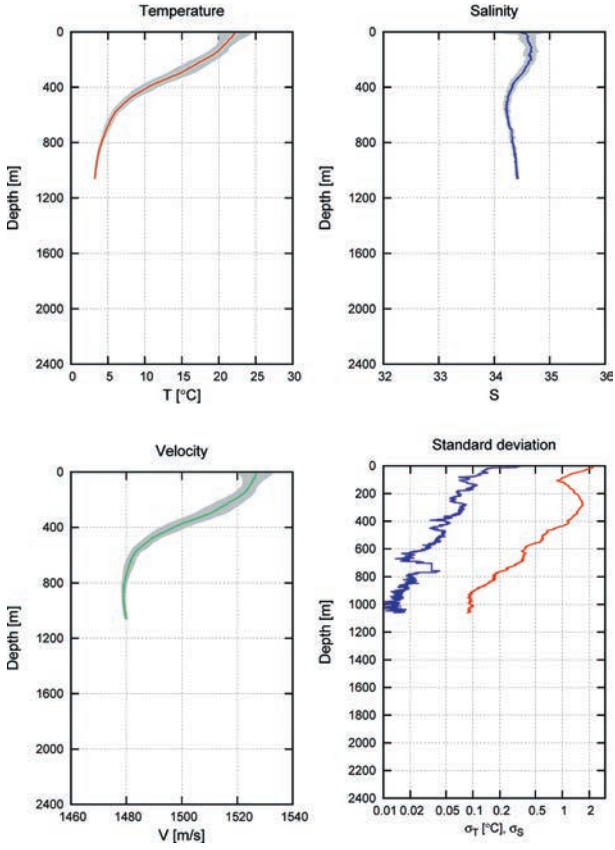 Temperature
0
400
800
1200
1600
2000
2400
Depth [m]
0 5 10 15 20 25 30
T [°C]
Salinity
0
400
800
1200
1600
2000
2400
Depth [m]
32 33 34 35 36
S
Velocity
0
400
800
1200
1600
2000
2400
Depth [m]
1460 1480 1500 1520 1540
V [m/s]
Standard deviation
0
200
400
600
800
1000
1200
1400
1600
1800
2000
2200
2400
Depth [m]
0.01 0.02 0.05 0.1 0.2 0.5 1 2
σT [°C], σS